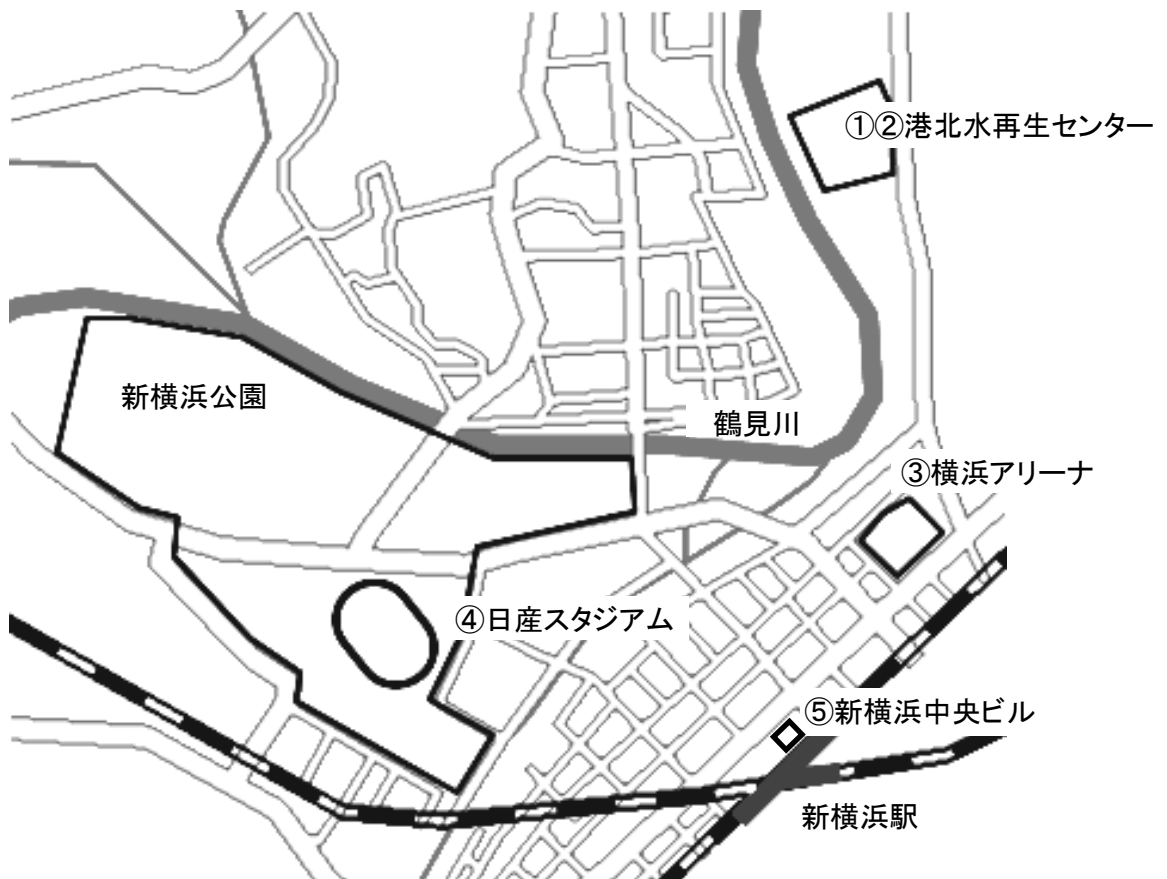 ①②港北水再生センター
新横浜公園
鶴見川
③横浜アリーナ
④日産スタジアム
⑤新横浜中央ビル
新横浜駅